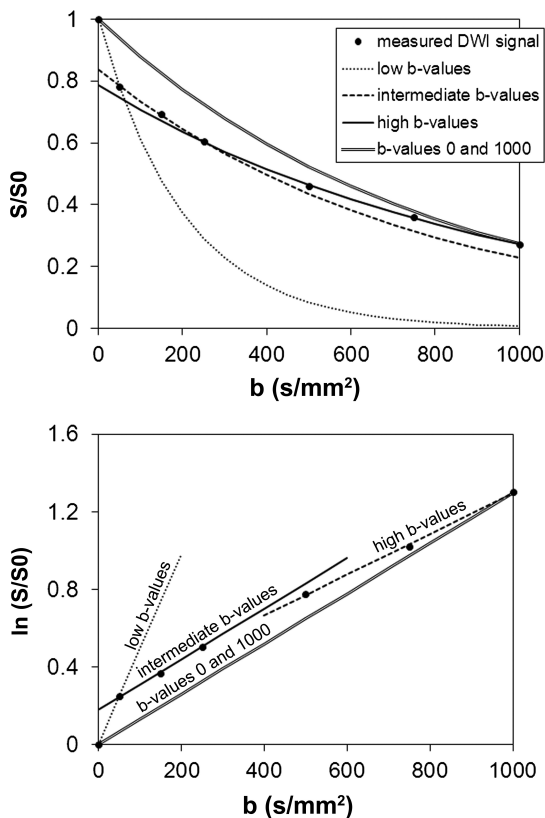 S/S0
1
0.8
0.6
0.4
0.2
0
0
200
400
600
800
1000
b (s/mm²)
measured DWI signal
low b-values
intermediate b-values
high b-values
b-values 0 and 1000
ln (S/S0)
1.6
1.2
0.8
0.4
0
0
200
400
600
800
1000
b (s/mm²)
low b-values
intermediate b-values
b-values 0 and 1000
high b-values